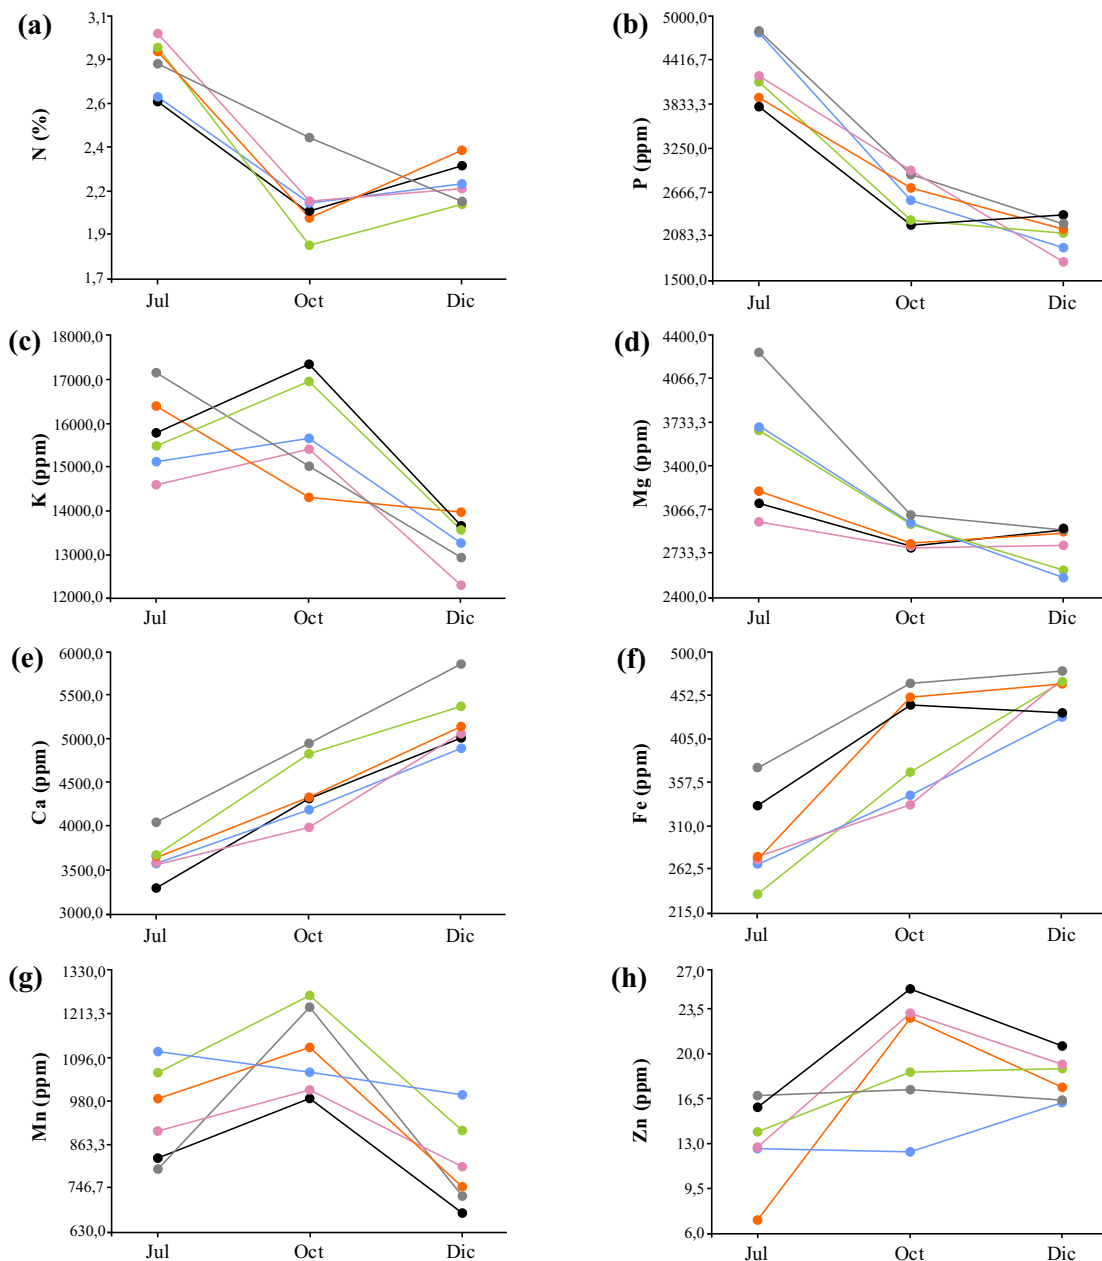 (a)
N (%)
3,1
2,9
2,6
2,4
2,2
1,9
1,7
Jul Oct Dic
(b)
P (ppm)
5000,0
4416,7
3833,3
3250,0
2666,7
2083,3
1500,0
Jul Oct Dic
(c)
K (ppm)
18000,0
17000,0
16000,0
15000,0
14000,0
13000,0
12000,0
Jul Oct Dic
(d)
Mg (ppm)
4400,0
4066,7
3733,3
3400,0
3066,7
2733,3
2400,0
Jul Oct Dic
(e)
Ca (ppm)
6000,0
5500,0
5000,0
4500,0
4000,0
3500,0
3000,0
Jul Oct Dic
(f)
Fe (ppm)
500,0
452,5
405,0
357,5
310,0
262,5
215,0
Jul Oct Dic
(g)
Mn (ppm)
1330,0
1213,3
1096,0
980,0
863,3
746,7
630,0
Jul Oct Dic
(h)
Zn (ppm)
27,0
23,5
20,0
16,5
13,0
9,5
6,0
Jul Oct Dic